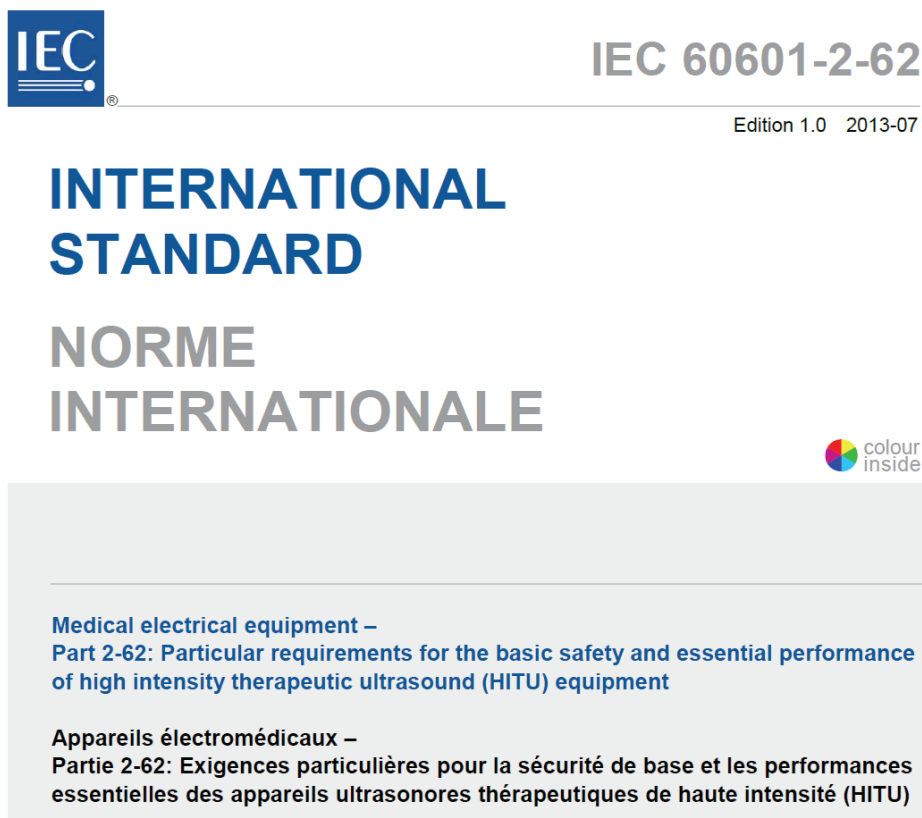 IEC
®
IEC 60601-2-62
Edition 1.0 2013-07
INTERNATIONAL
STANDARD
NORME
INTERNATIONALE
colour
inside
Medical electrical equipment –
Part 2-62: Particular requirements for the basic safety and essential performance
of high intensity therapeutic ultrasound (HITU) equipment
Appareils électromédicaux –
Partie 2-62: Exigences particulières pour la sécurité de base et les performances
essentielles des appareils ultrasonores thérapeutiques de haute intensité (HITU)